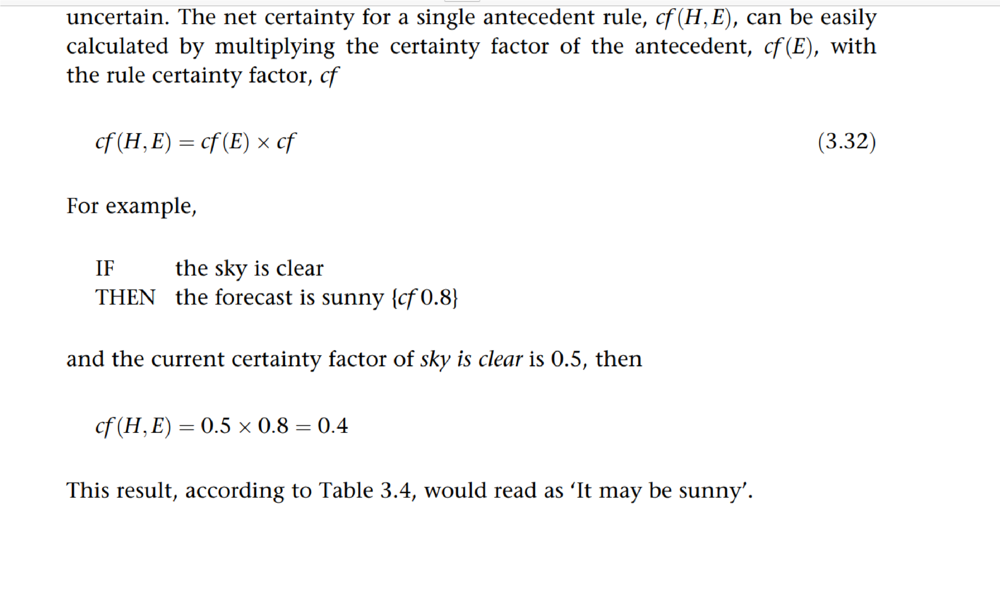 uncertain. The net certainty for a single antecedent rule, cf (H, E), can be easily
calculated by multiplying the certainty factor of the antecedent, cf (E), with
the rule certainty factor, cf
cf (H, E) = cf (E) × cf (3.32)
For example,
IF the sky is clear
THEN the forecast is sunny {cf 0.8}
and the current certainty factor of sky is clear is 0.5, then
cf (H, E) = 0.5 × 0.8 = 0.4
This result, according to Table 3.4, would read as ‘It may be sunny’.